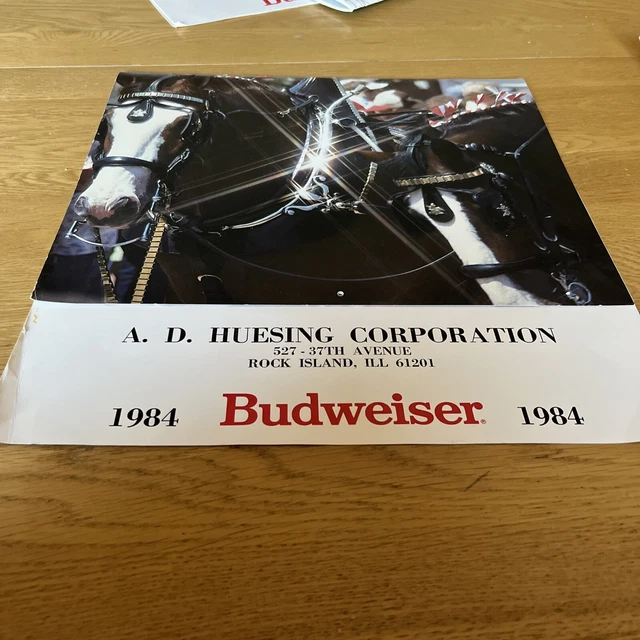 A. D. HUESING CORPORATION
527 - 37TH AVENUE
ROCK ISLAND, ILL 61201
1984 Budweiser® 1984